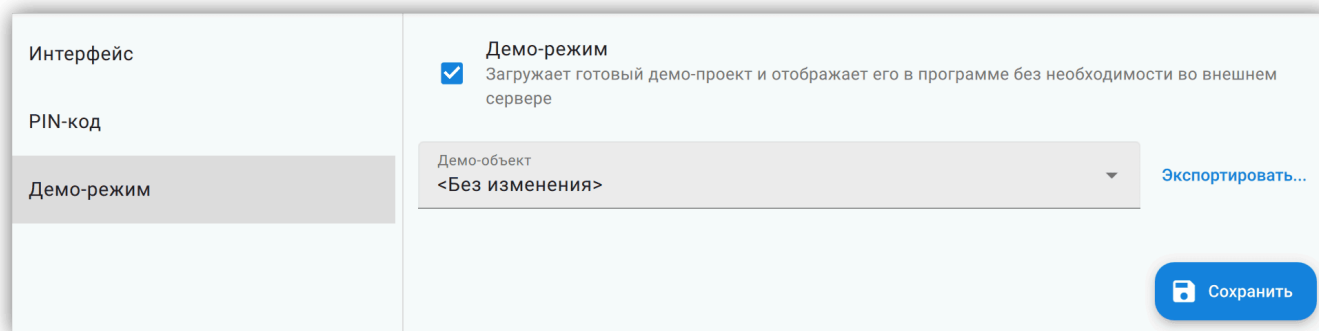 Интерфейс
PIN-код
Демо-режим
Демо-режим
Загружает готовый демо-проект и отображает его в программе без необходимости во внешнем
сервере
Демо-объект
<Без изменения>
Экспортировать...
Сохранить